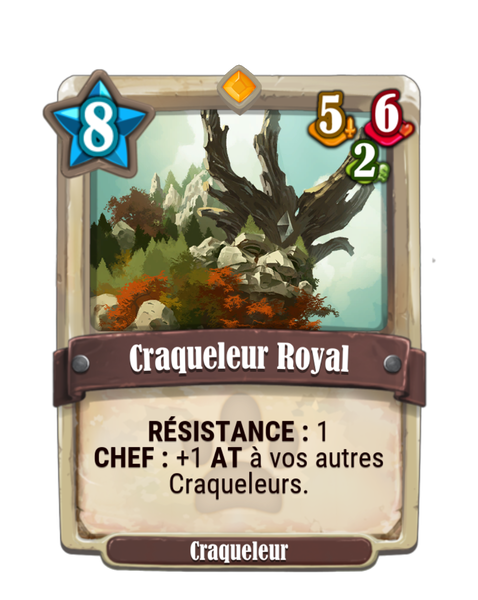 8
5
6
2
Craqueleur Royal
RÉSISTANCE : 1
CHEF : +1 AT à vos autres
Craqueleurs.
Craqueleur